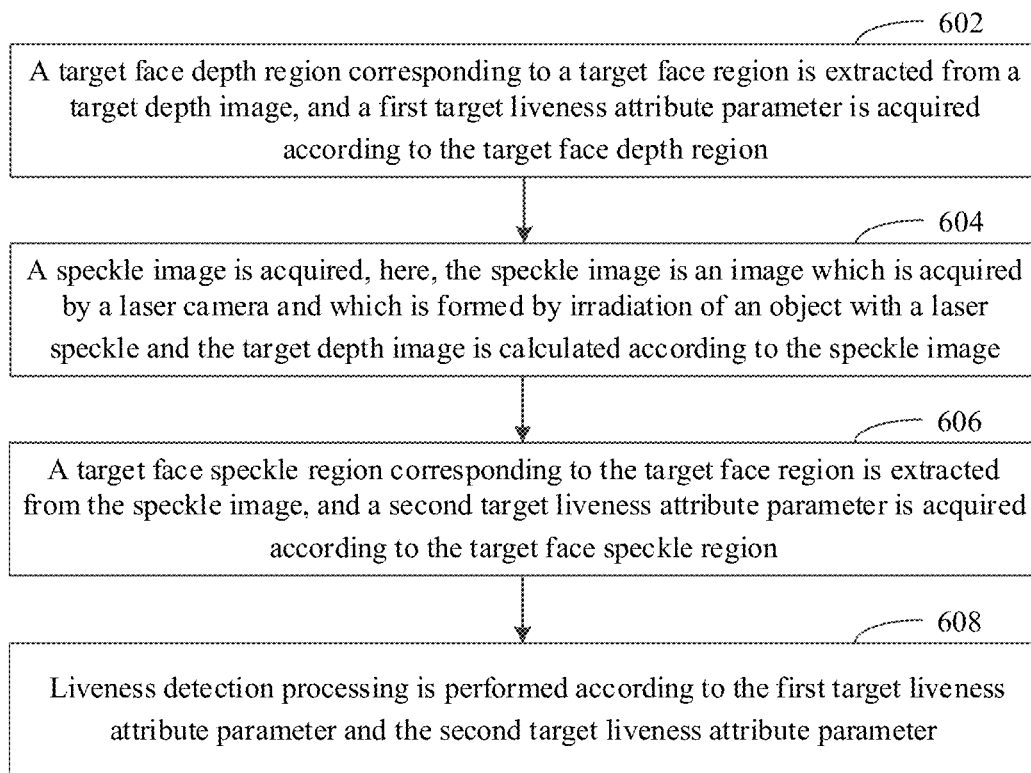 602
A target face depth region corresponding to a target face region is extracted from a
target depth image, and a first target liveness attribute parameter is acquired
according to the target face depth region
604
A speckle image is acquired, here, the speckle image is an image which is acquired
by a laser camera and which is formed by irradiation of an object with a laser
speckle and the target depth image is calculated according to the speckle image
606
A target face speckle region corresponding to the target face region is extracted
from the speckle image, and a second target liveness attribute parameter is acquired
according to the target face speckle region
608
Liveness detection processing is performed according to the first target liveness
attribute parameter and the second target liveness attribute parameter